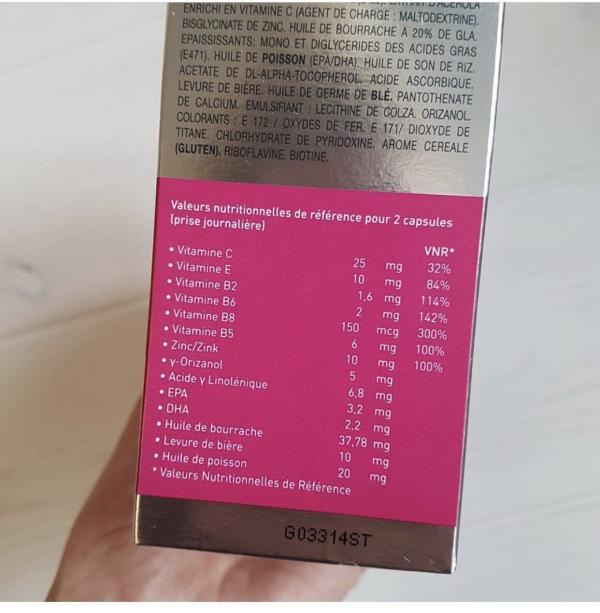 D'ACEROLA
ENRICHI EN VITAMINE C (AGENT DE CHARGE : MALTODEXTRINE).
BISGLYCINATE DE ZINC. HUILE DE BOURRACHE A 20% DE GLA.
EPAISSISSANTS: MONO ET DIGLYCERIDES DES ACIDES GRAS
(E471). HUILE DE POISSON (EPA/DHA). HUILE DE SON DE RIZ.
ACETATE DE DL-ALPHA-TOCOPHEROL. ACIDE ASCORBIQUE.
LEVURE DE BIÈRE. HUILE DE GERME DE BLÉ. PANTOTHENATE
DE CALCIUM. EMULSIFIANT : LECITHINE DE COLZA. ORIZANOL.
COLORANTS : E 172 / OXYDES DE FER. E 171/ DIOXYDE DE
TITANE. CHLORHYDRATE DE PYRIDOXINE. AROME CEREALE
(GLUTEN). RIBOFLAVINE. BIOTINE.
Valeurs nutritionnelles de référence pour 2 capsules
(prise journalière)
VNR*
• Vitamine C 25 mg 32%
• Vitamine E 10 mg 84%
• Vitamine B2 1,6 mg 114%
• Vitamine B6 2 mg 142%
• Vitamine B8 150 mcg 300%
• Vitamine B5 6 mg 100%
• Zinc/Zink 10 mg 100%
• γ-Orizanol 5 mg
• Acide γ Linolénique 6,8 mg
• EPA 3,2 mg
• DHA 2,2 mg
• Huile de bourrache 37,78 mg
• Levure de bière 10 mg
• Huile de poisson 20 mg
* Valeurs Nutritionnelles de Référence
G03314ST